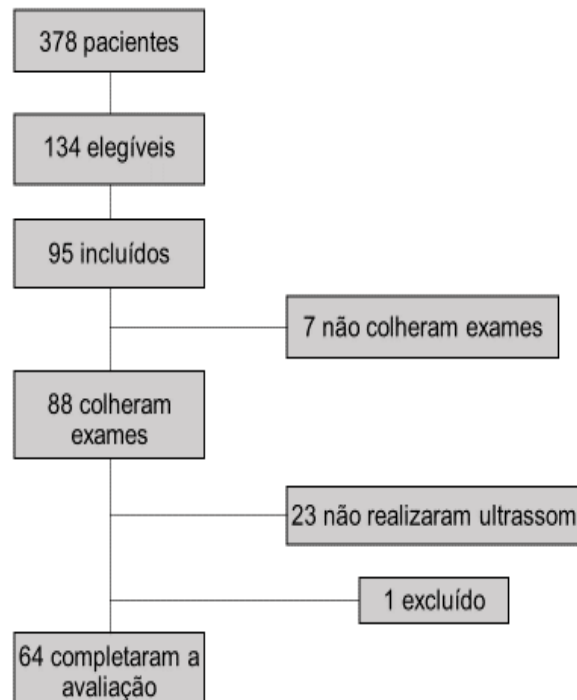 378 pacientes
134 elegíveis
95 incluídos
7 não colheram exames
88 colheram
exames
23 não realizaram ultrassom
1 excluído
64 completaram a
avaliação